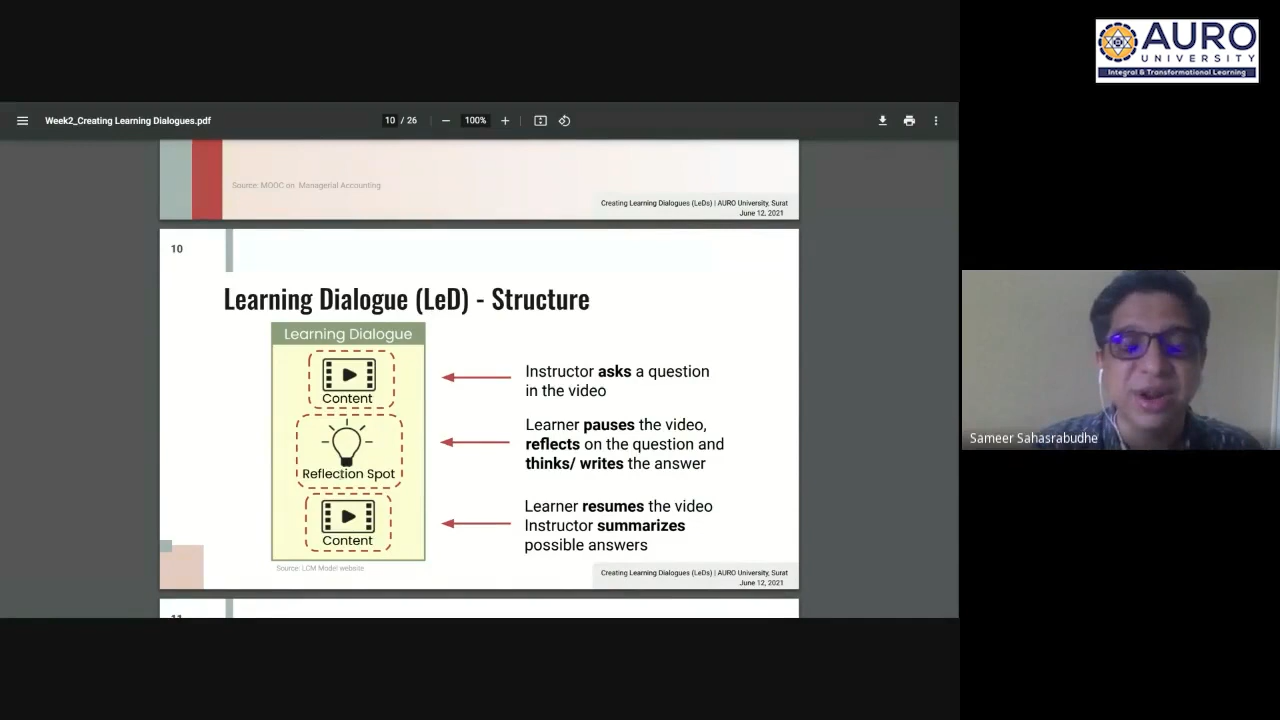 AURO
UNIVERSITY
Integral & Transformational Learning
Week2_Creating Learning Dialogues.pdf
10 / 26
100%
Source: MOOC on Managerial Accounting
Creating Learning Dialogues (LeDs) | AURO University, Surat
June 12, 2021
10
Learning Dialogue (LeD) - Structure
Learning Dialogue
Content
Instructor asks a question
in the video
Reflection Spot
Learner pauses the video,
reflects on the question and
thinks/ writes the answer
Content
Learner resumes the video
Instructor summarizes
possible answers
Source: LCM Model website
Creating Learning Dialogues (LeDs) | AURO University, Surat
June 12, 2021
11
Sameer Sahasrabudhe